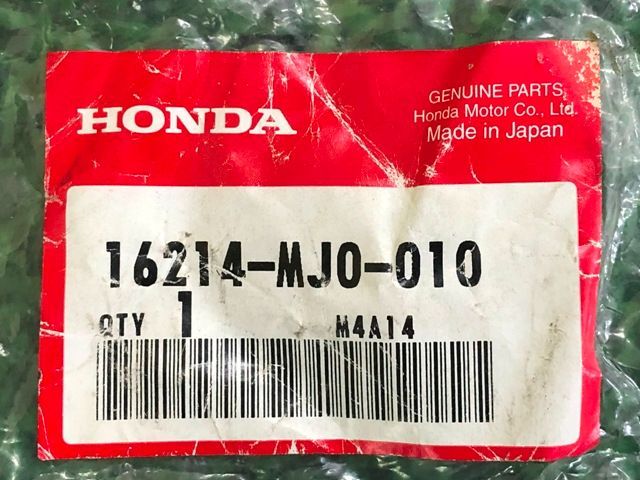 HONDA
GENUINE PARTS
Honda Motor Co., Ltd.
Made in Japan
16214-MJ0-010
QTY 1 M4A14